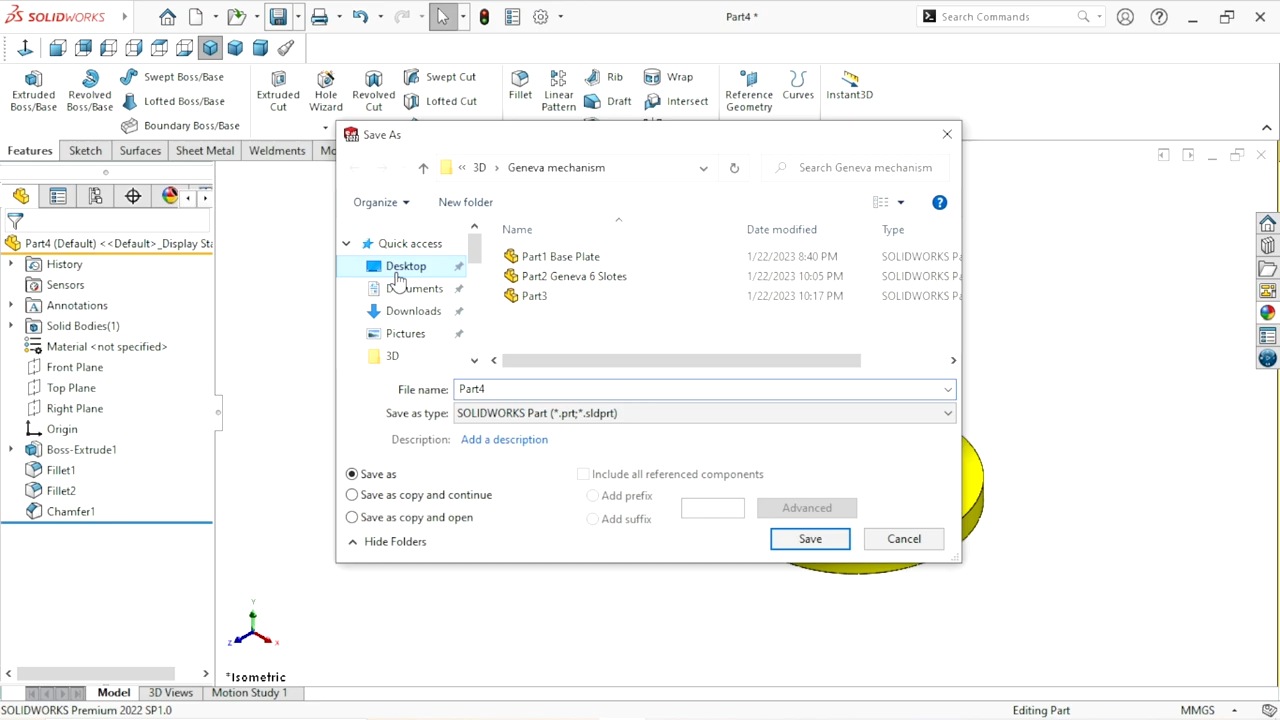 SOLIDWORKS
Part4 *
Search Commands
Extruded Boss/Base
Revolved Boss/Base
Swept Boss/Base
Lofted Boss/Base
Boundary Boss/Base
Extruded Cut
Hole Wizard
Revolved Cut
Swept Cut
Lofted Cut
Fillet
Linear Pattern
Rib
Draft
Wrap
Intersect
Reference Geometry
Curves
Instant3D
Features
Sketch
Surfaces
Sheet Metal
Weldments
Part4 (Default) <<Default>_Display Sta
History
Sensors
Annotations
Solid Bodies(1)
Material <not specified>
Front Plane
Top Plane
Right Plane
Origin
Boss-Extrude1
Fillet1
Fillet2
Chamfer1
Save As
« 3D › Geneva mechanism
Search Geneva mechanism
Organize
New folder
Quick access
Desktop
Documents
Downloads
Pictures
3D
Name Date modified Type
Part1 Base Plate 1/22/2023 8:40 PM SOLIDWORKS Pa
Part2 Geneva 6 Slotes 1/22/2023 10:05 PM SOLIDWORKS Pa
Part3 1/22/2023 10:17 PM SOLIDWORKS Pa
File name: Part4
Save as type: SOLIDWORKS Part (*.prt;*.sldprt)
Description: Add a description
Save as
Save as copy and continue
Save as copy and open
Include all referenced components
Add prefix
Add suffix
Advanced
Hide Folders
Save
Cancel
Y
Z
X
*Isometric
Model
3D Views
Motion Study 1
SOLIDWORKS Premium 2022 SP1.0
Editing Part
MMGS